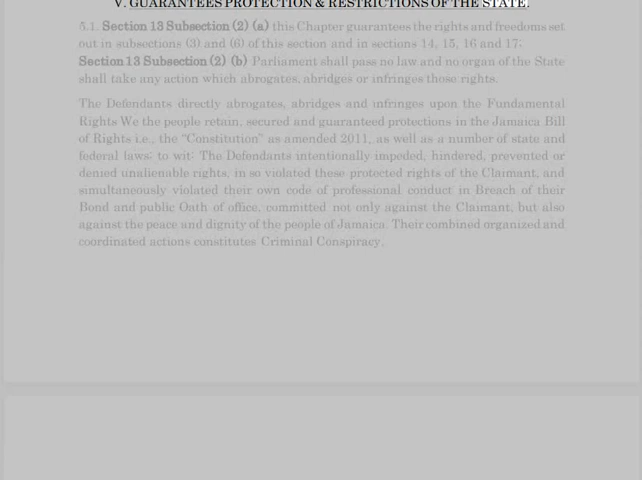 V. GUARANTEES PROTECTION & RESTRICTIONS OF THE STATE.
5.1. Section 13 Subsection (2) (a) this Chapter guarantees the rights and freedoms set
out in subsections (3) and (6) of this section and in sections 14, 15, 16 and 17;
Section 13 Subsection (2) (b) Parliament shall pass no law and no organ of the State
shall take any action which abrogates, abridges or infringes those rights.
The Defendants directly abrogates, abridges and infringes upon the Fundamental
Rights We the people retain, secured and guaranteed protections in the Jamaica Bill
of Rights i.e., the "Constitution" as amended 2011, as well as a number of state and
federal laws; to wit: The Defendants intentionally impeded, hindered, prevented or
denied unalienable rights, in so violated these protected rights of the Claimant, and
simultaneously violated their own code of professional conduct in Breach of their
Bond and public Oath of office, committed not only against the Claimant, but also
against the peace and dignity of the people of Jamaica. Their combined organized and
coordinated actions constitutes Criminal Conspiracy.